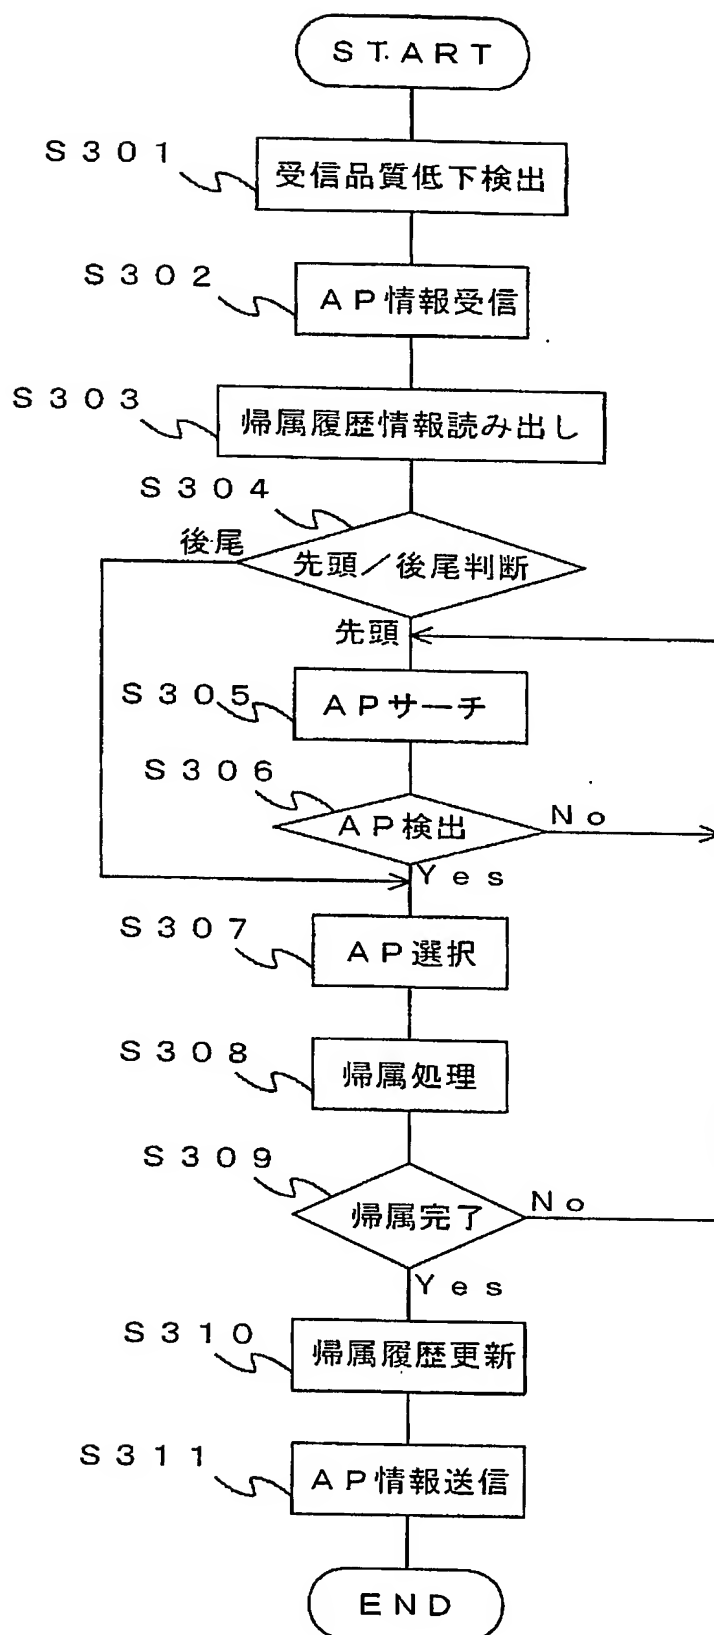 START
S301
受信品質低下検出
S302
AP情報受信
S303
帰属履歴情報読み出し
S304
後尾
先頭／後尾判断
先頭
S305
APサーチ
S306
AP検出
No
Yes
S307
AP選択
S308
帰属処理
S309
帰属完了
No
Yes
S310
帰属履歴更新
S311
AP情報送信
END